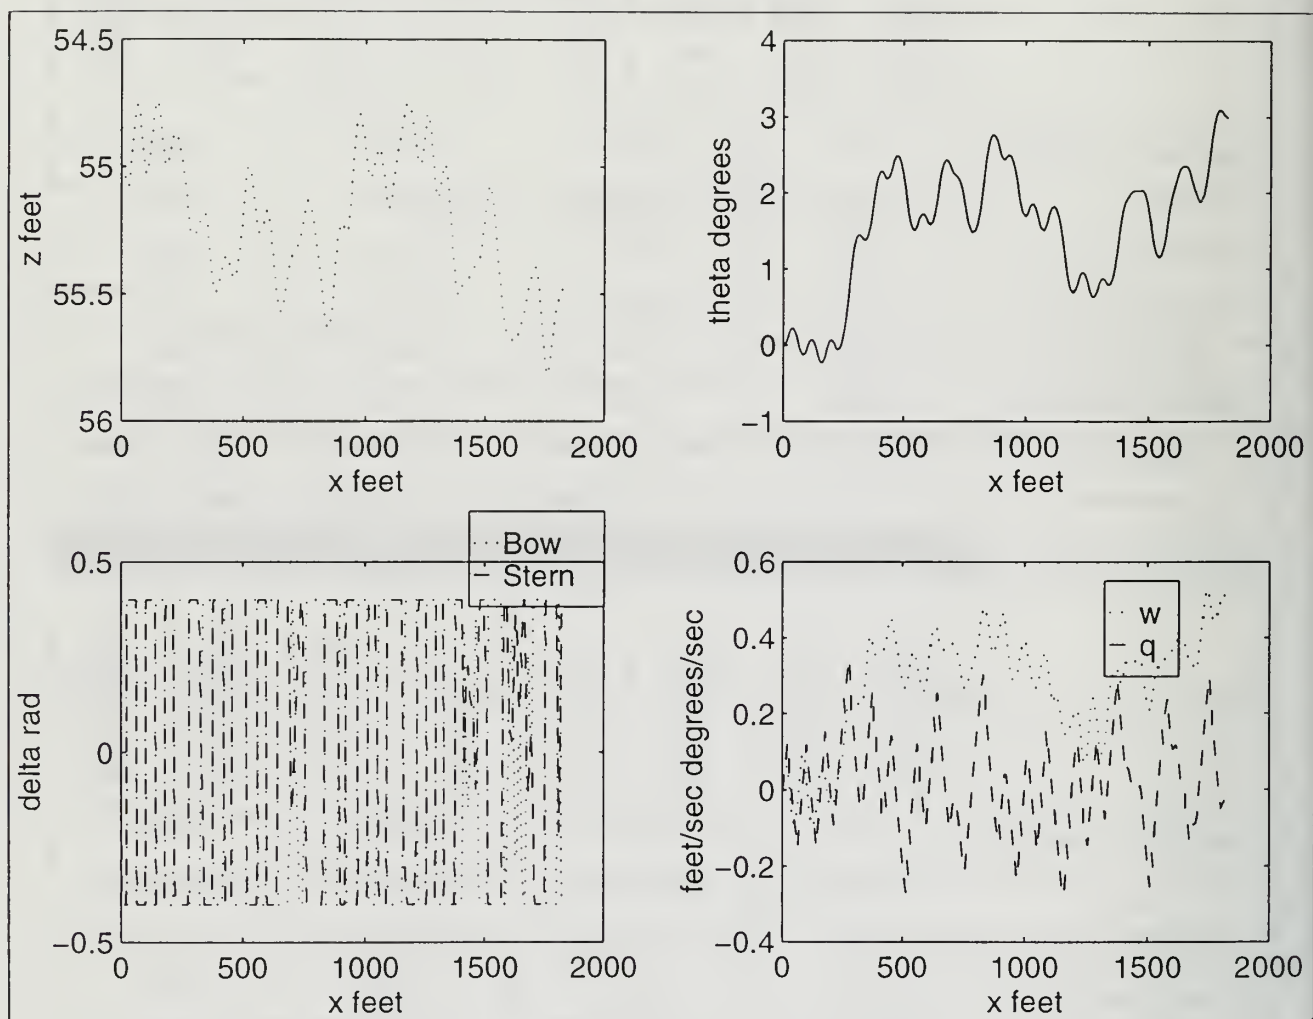 54.5
55
55.5
56
z feet
0 500 1000 1500 2000
x feet
4
3
2
1
0
−1
theta degrees
0 500 1000 1500 2000
x feet
Bow
Stern
0.5
0
−0.5
delta rad
0 500 1000 1500 2000
x feet
w
q
0.6
0.4
0.2
0
−0.2
−0.4
feet/sec degrees/sec
0 500 1000 1500 2000
x feet